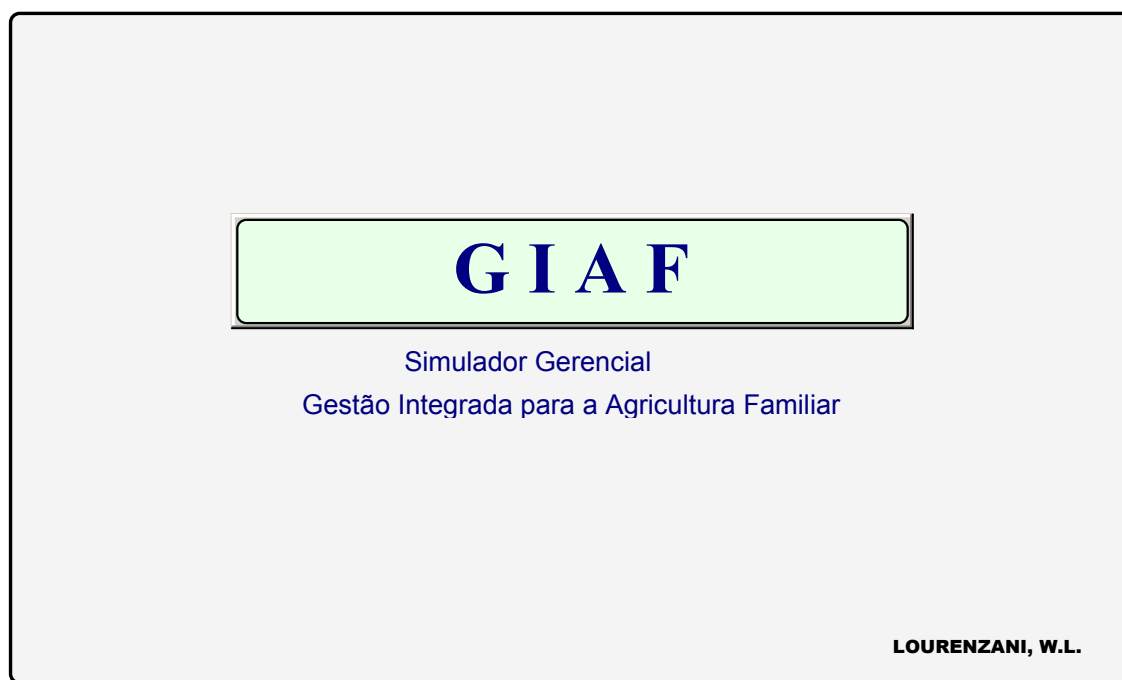 G I A F
Simulador Gerencial
Gestão Integrada para a Agricultura Familiar
LOURENZANI, W.L.